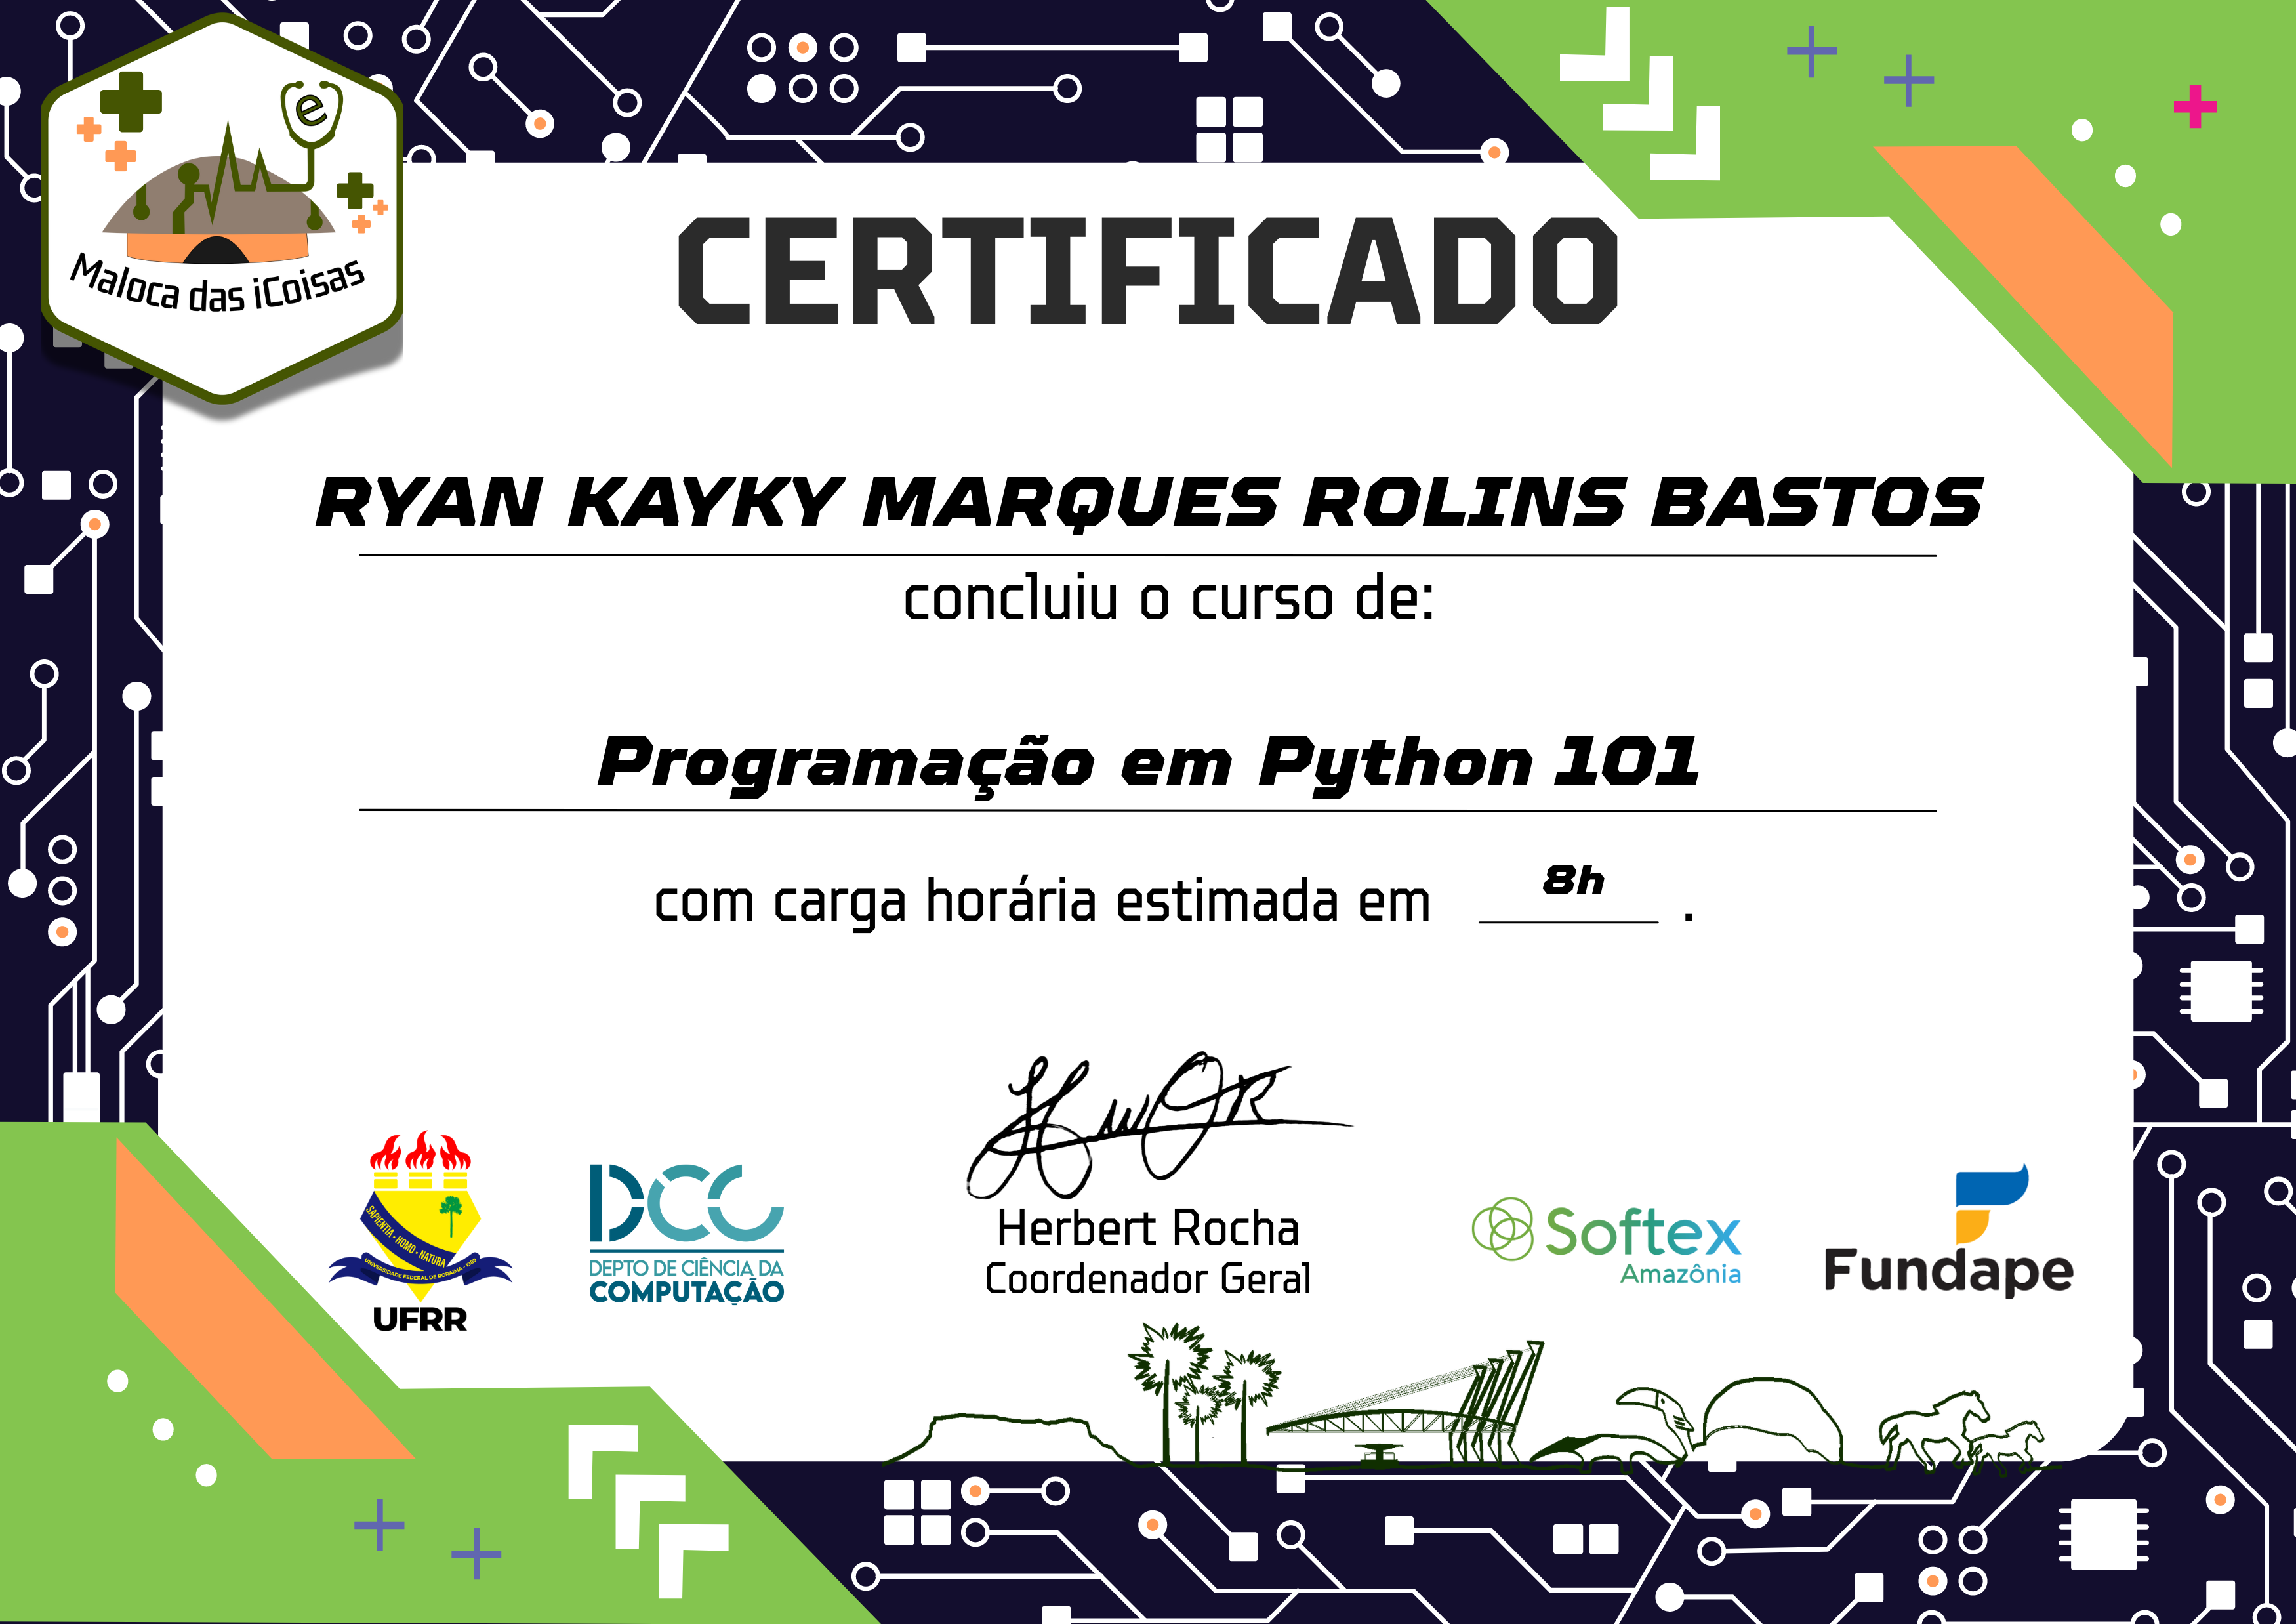 e
Maloca das iCoisas
CERTIFICADO
RYAN KAYKY MARQUES ROLINS BASTOS
concluiu o curso de:
Programação em Python 101
com carga horária estimada em 8h .
Herbert Rocha
Coordenador Geral
SAPIENTIA • HOMO • NATURA
UNIVERSIDADE FEDERAL DE RORAIMA • 1989
UFRR
DCC
DEPTO DE CIÊNCIA DA
COMPUTAÇÃO
Softex
Amazônia
Fundape